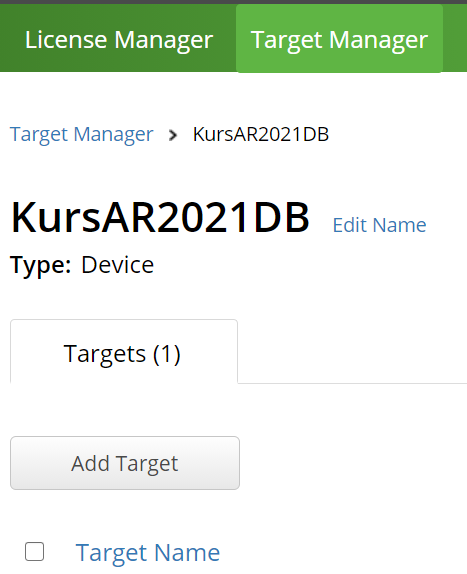 License Manager Target Manager
Target Manager > KursAR2021DB
KursAR2021DB Edit Name
Type: Device
Targets (1)
Add Target
Target Name